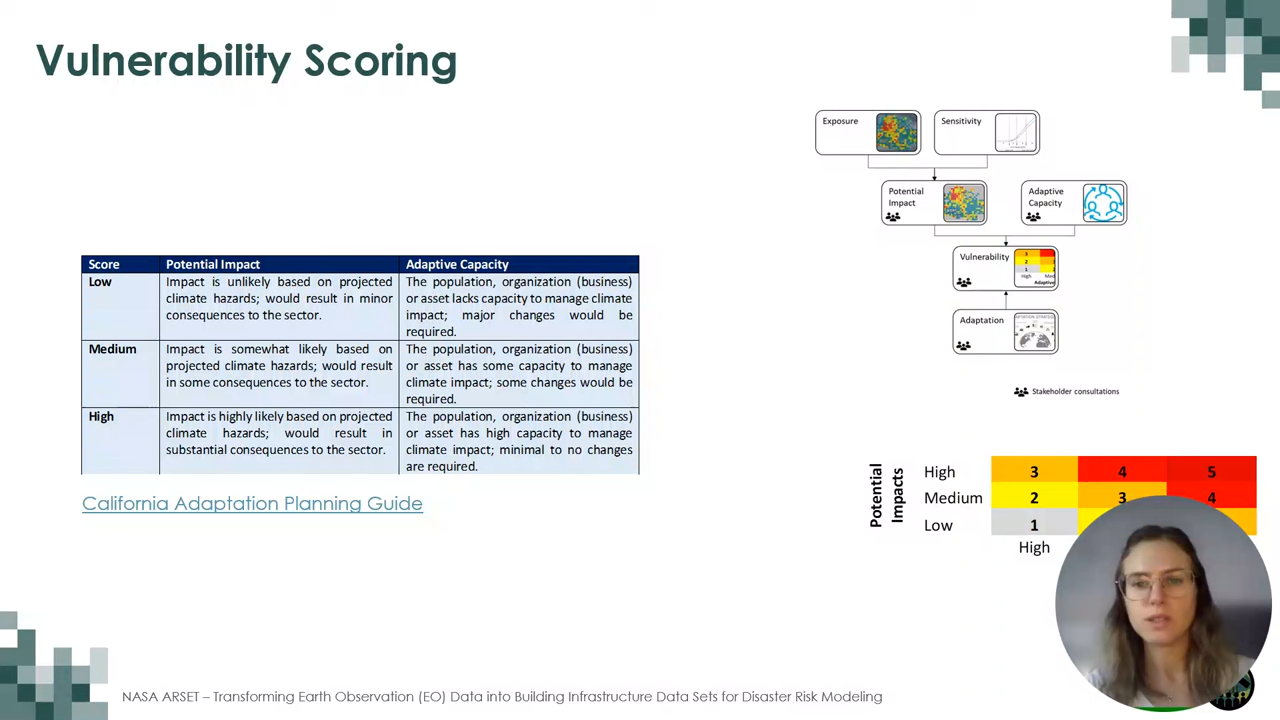 Vulnerability Scoring
Exposure
Sensitivity
Potential
Impact
Adaptive
Capacity
Vulnerability
3
2
1
High
Adaptation
Stakeholder consultations
Score Potential Impact Adaptive Capacity
Low
Impact is unlikely based on projected
climate hazards; would result in minor
consequences to the sector.
The population, organization (business)
or asset lacks capacity to manage climate
impact; major changes would be
required.
Medium
Impact is somewhat likely based on
projected climate hazards; would result
in some consequences to the sector.
The population, organization (business)
or asset has some capacity to manage
climate impact; some changes would be
required.
High
Impact is highly likely based on projected
climate hazards; would result in
substantial consequences to the sector.
The population, organization (business)
or asset has high capacity to manage
climate impact; minimal to no changes
are required.
California Adaptation Planning Guide
Potential
Impacts
High 3 4 5
Medium 2 3 4
Low 1
High
NASA ARSET – Transforming Earth Observation (EO) Data into Building Infrastructure Data Sets for Disaster Risk Modeling